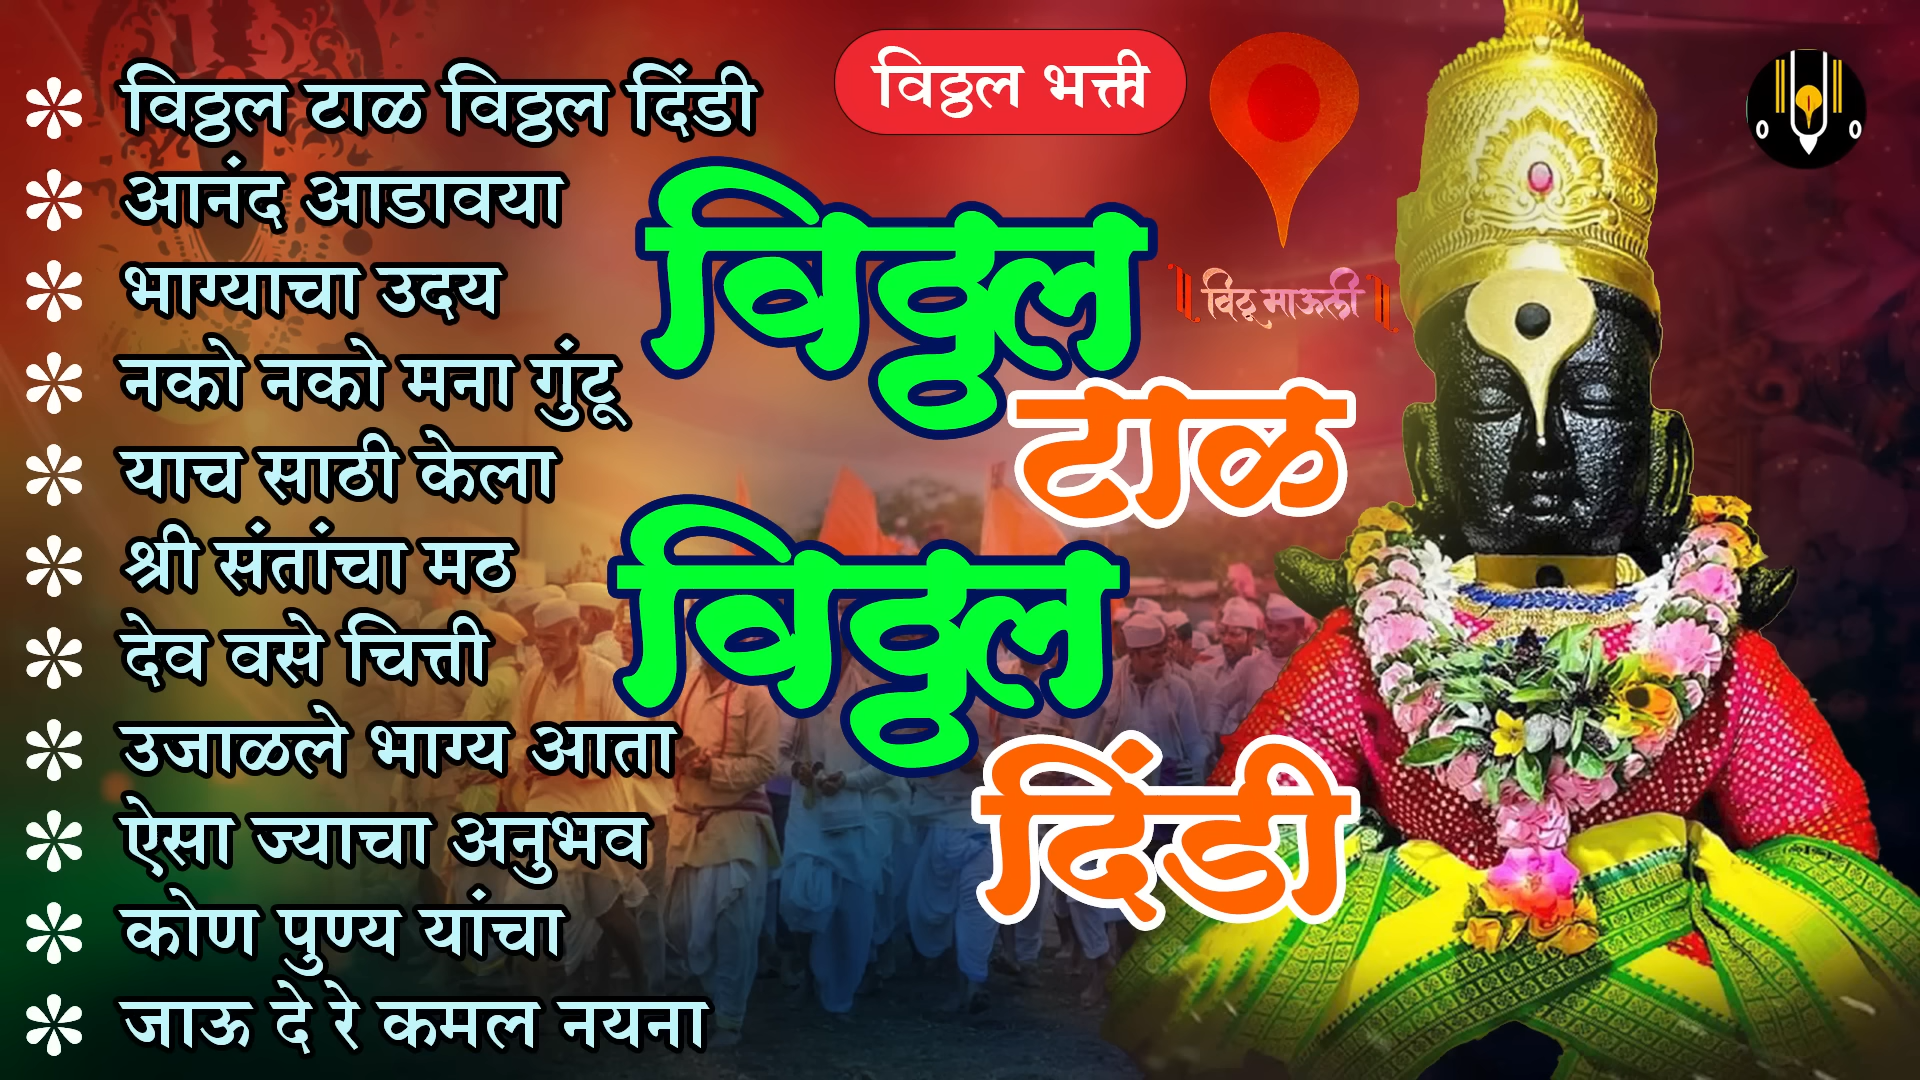 विठ्ठल टाळ विठ्ठल दिंडी
आनंद आडावया
भाग्याचा उदय
नको नको मना गुंटू
याच साठी केला
श्री संतांचा मठ
देव वसे चित्ती
उजाळले भाग्य आता
ऐसा ज्याचा अनुभव
कोण पुण्य यांचा
जाऊ दे रे कमल नयना
विठ्ठल भक्ती
विठ्ठल
टाळ
विठ्ठल
दिंडी
॥ विठू माऊली ॥